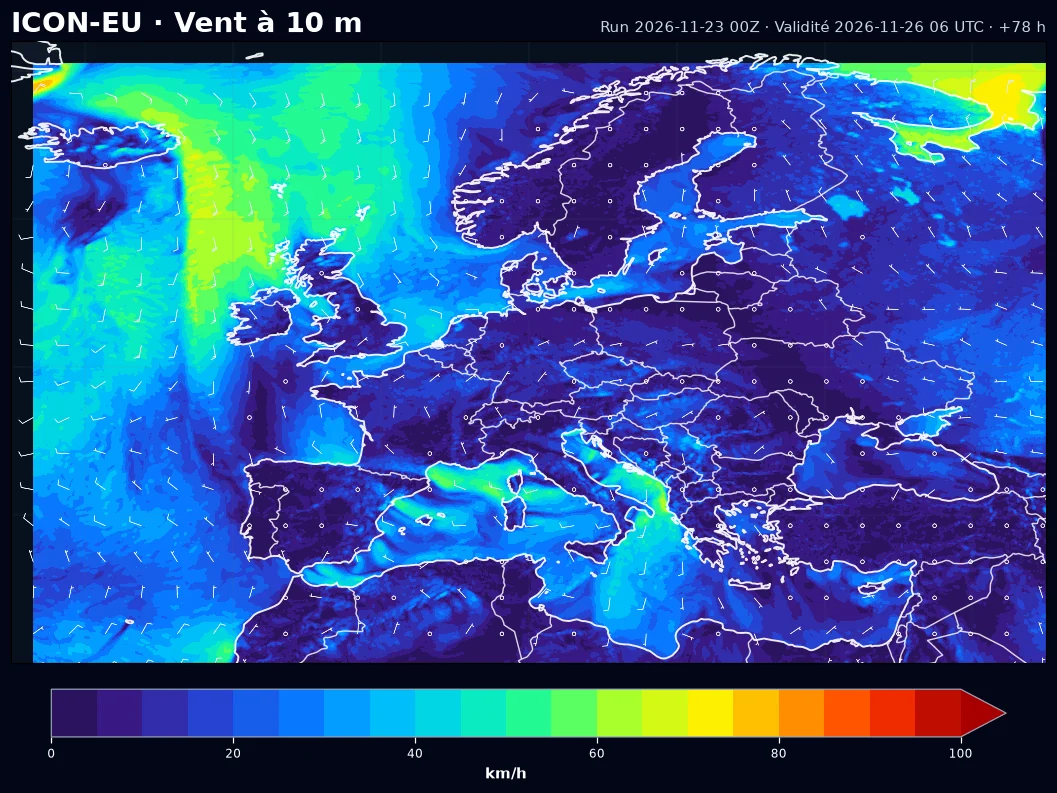 ICON-EU · Vent à 10 m
Run 2026-11-23 00Z · Validité 2026-11-26 06 UTC · +78 h
0 20 40 60 80 100
km/h